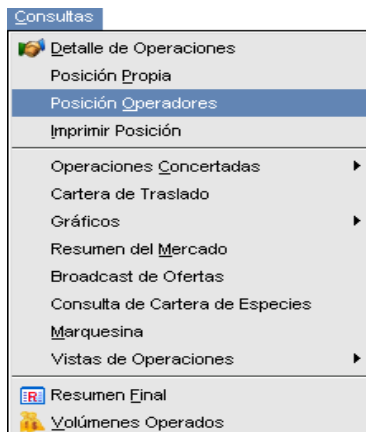 Consultas
Detalle de Operaciones
Posición Propia
Posición Operadores
Imprimir Posición
Operaciones Concertadas
Cartera de Traslado
Gráficos
Resumen del Mercado
Broadcast de Ofertas
Consulta de Cartera de Especies
Marquesina
Vistas de Operaciones
R Resumen Final
Volúmenes Operados